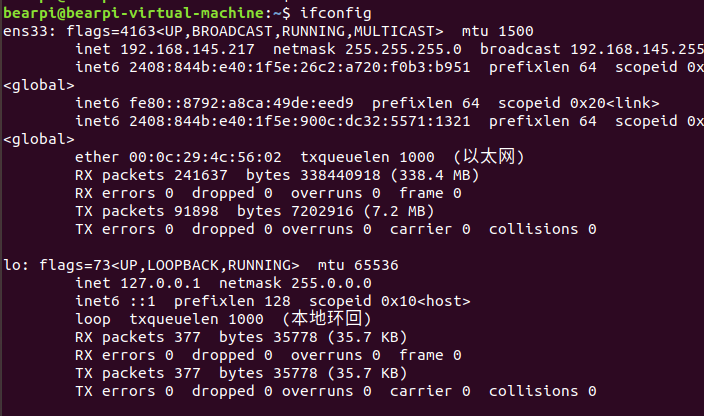 bearpi@bearpi-virtual-machine:~$ ifconfig
ens33: flags=4163<UP,BROADCAST,RUNNING,MULTICAST>  mtu 1500
        inet 192.168.145.217  netmask 255.255.255.0  broadcast 192.168.145.255
        inet6 2408:844b:e40:1f5e:26c2:a720:f0b3:b951  prefixlen 64  scopeid 0x
<global>
        inet6 fe80::8792:a8ca:49de:eed9  prefixlen 64  scopeid 0x20<link>
        inet6 2408:844b:e40:1f5e:900c:dc32:5571:1321  prefixlen 64  scopeid 0x
<global>
        ether 00:0c:29:4c:56:02  txqueuelen 1000  (以太网)
        RX packets 241637  bytes 338440918 (338.4 MB)
        RX errors 0  dropped 0  overruns 0  frame 0
        TX packets 91898  bytes 7202916 (7.2 MB)
        TX errors 0  dropped 0 overruns 0  carrier 0  collisions 0

lo: flags=73<UP,LOOPBACK,RUNNING>  mtu 65536
        inet 127.0.0.1  netmask 255.0.0.0
        inet6 ::1  prefixlen 128  scopeid 0x10<host>
        loop  txqueuelen 1000  (本地环回)
        RX packets 377  bytes 35778 (35.7 KB)
        RX errors 0  dropped 0  overruns 0  frame 0
        TX packets 377  bytes 35778 (35.7 KB)
        TX errors 0  dropped 0 overruns 0  carrier 0  collisions 0